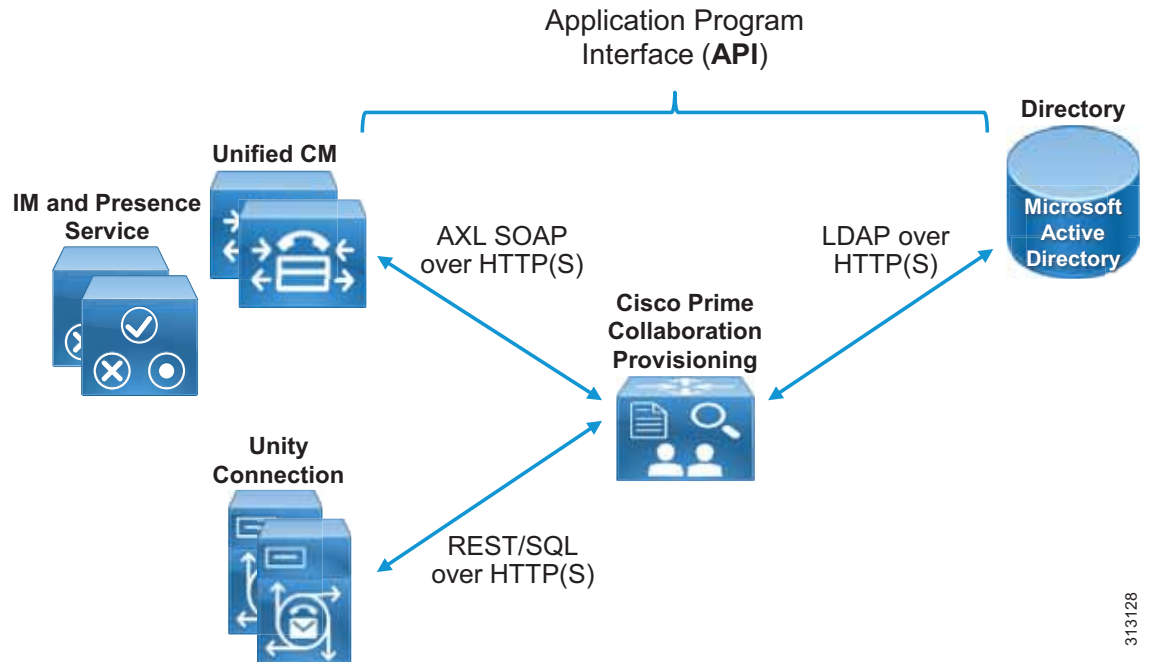 Application Program
Interface (API)
Directory
Unified CM
IM and Presence
Service
Microsoft
Active
Directory
AXL SOAP
over HTTP(S)
LDAP over
HTTP(S)
Cisco Prime
Collaboration
Provisioning
Unity
Connection
REST/SQL
over HTTP(S)
313128